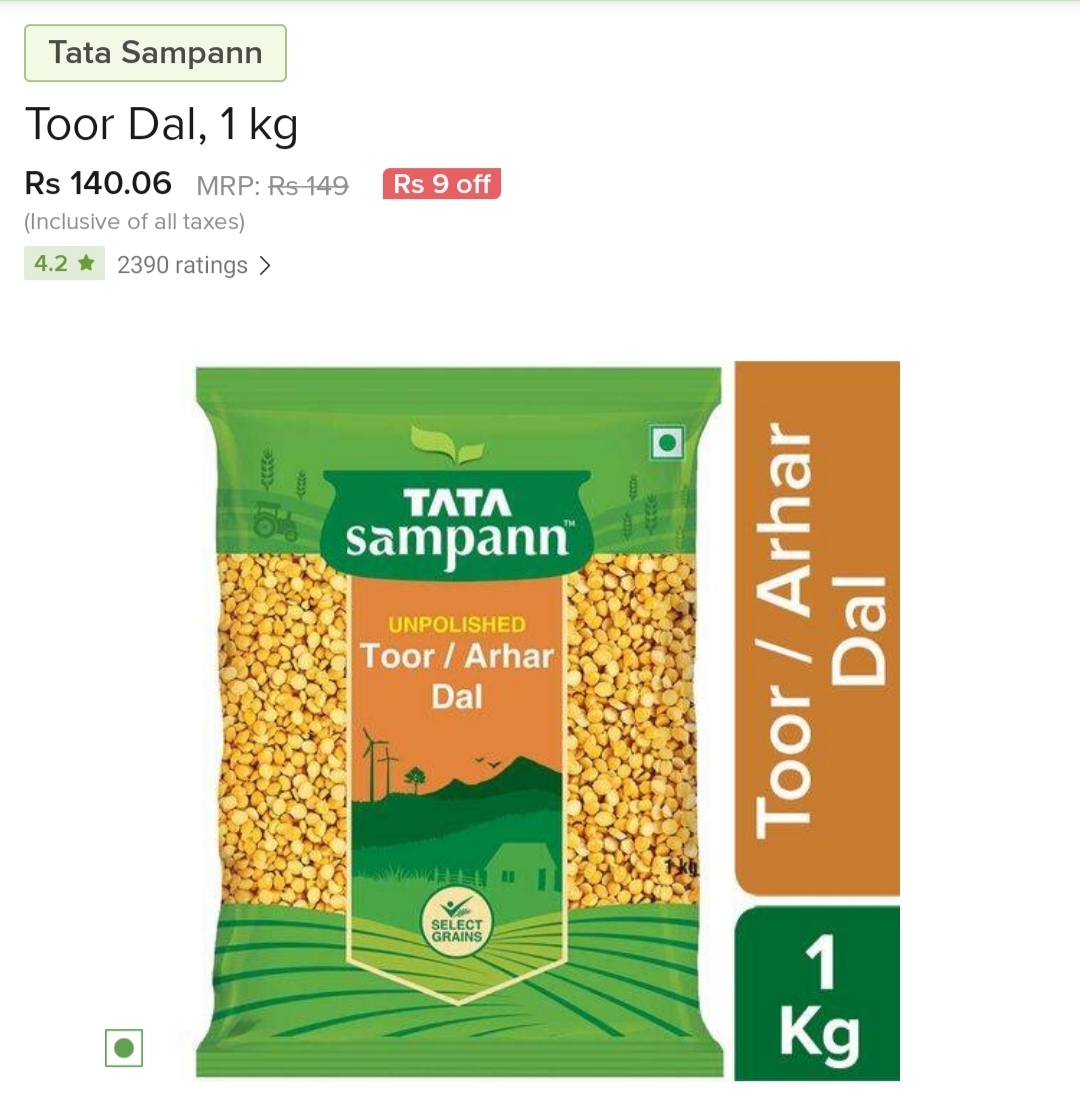 Tata Sampann
Toor Dal, 1 kg
Rs 140.06 MRP: Rs 149 Rs 9 off
(Inclusive of all taxes)
4.2 ★ 2390 ratings >
TATA
sampann™
UNPOLISHED
Toor / Arhar
Dal
1 kg
SELECT
GRAINS
Toor / Arhar
Dal
1
Kg